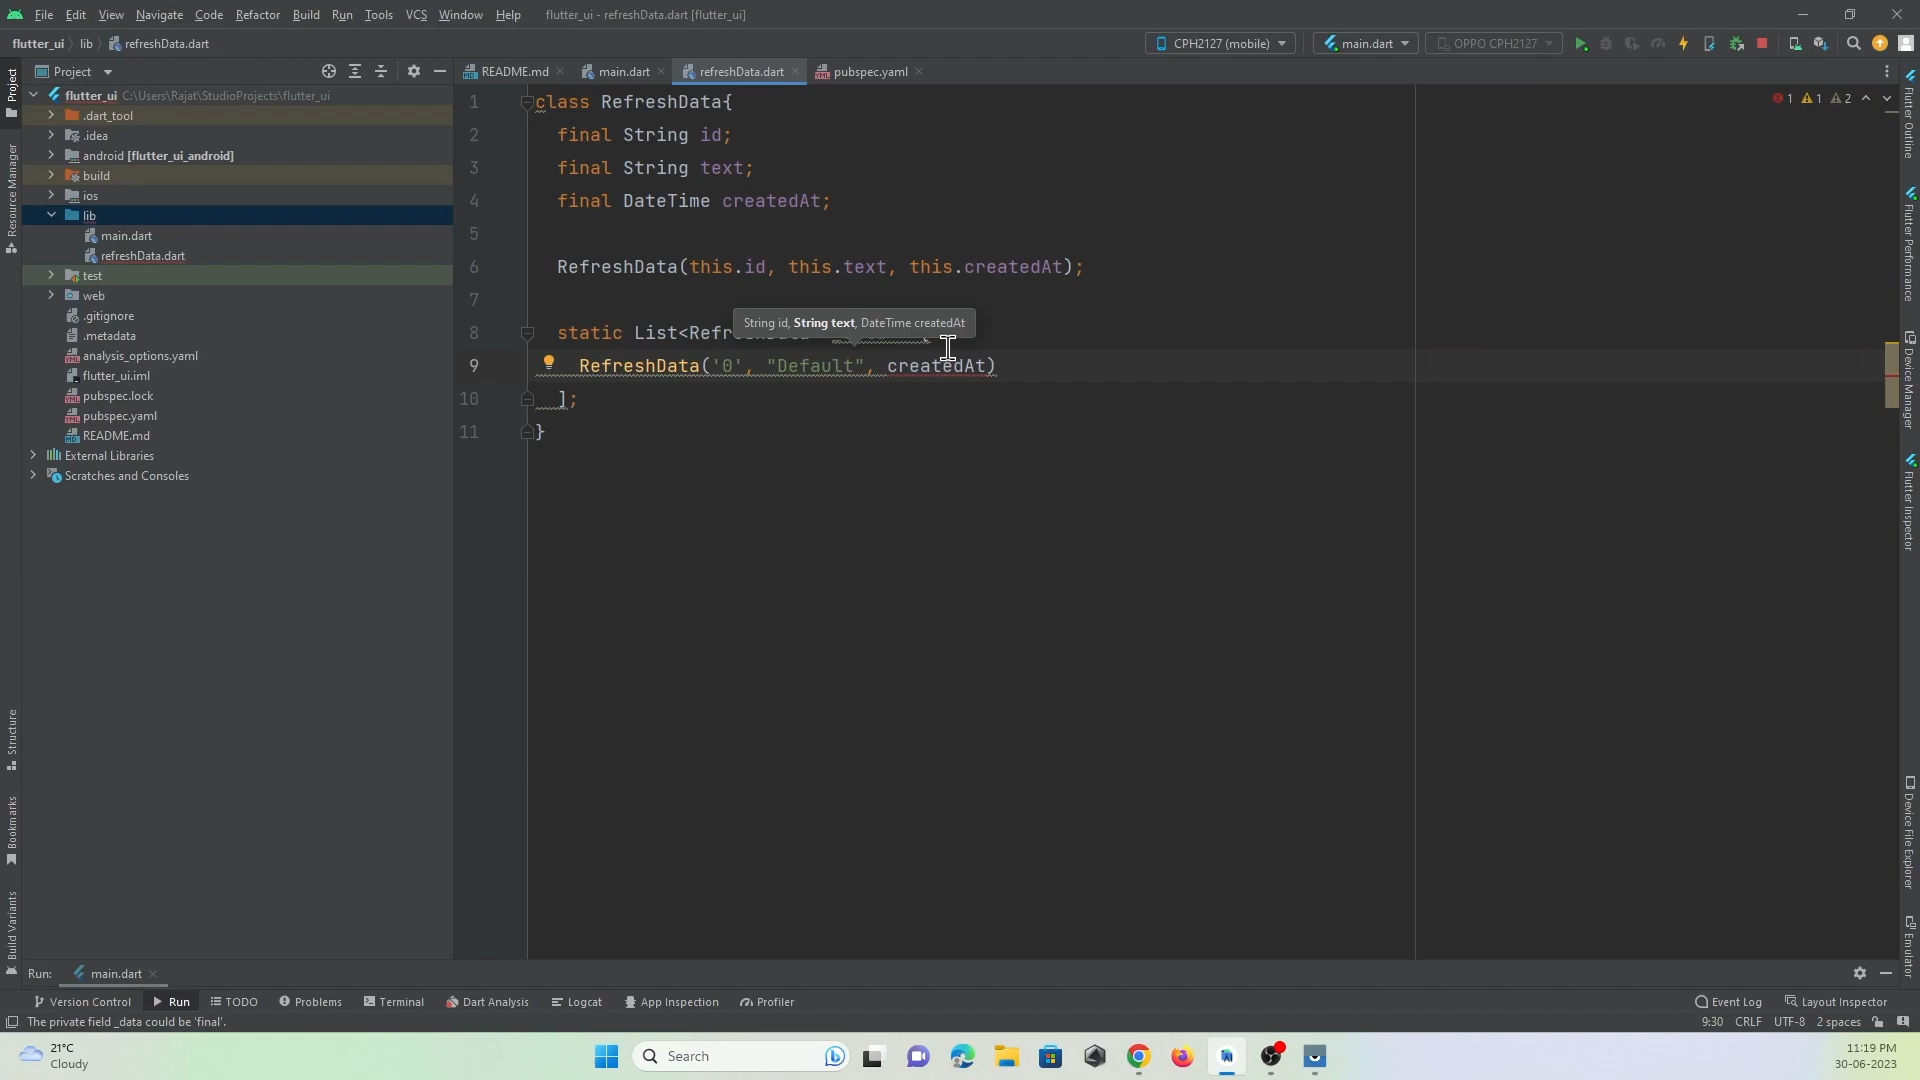 File Edit View Navigate Code Refactor Build Run Tools VCS Window Help flutter_ui - refreshData.dart [flutter_ui]
flutter_ui lib refreshData.dart CPH2127 (mobile) main.dart OPPO CPH2127
Project README.md main.dart refreshData.dart pubspec.yaml
flutter_ui C:\Users\Rajat\StudioProjects\flutter_ui
.dart_tool
.idea
android [flutter_ui_android]
build
ios
lib
main.dart
refreshData.dart
test
web
.gitignore
.metadata
analysis_options.yaml
flutter_ui.iml
pubspec.lock
pubspec.yaml
README.md
External Libraries
Scratches and Consoles
Project
Resource Manager
Structure
Bookmarks
Build Variants
1 class RefreshData{
2 final String id;
3 final String text;
4 final DateTime createdAt;
5
6 RefreshData(this.id, this.text, this.createdAt);
7
String id, String text, DateTime createdAt
8 static List<Refr
9 RefreshData('0', "Default", createdAt)
10 ];
11 }
1 1 2
Flutter Outline
Flutter Performance
Device Manager
Flutter Inspector
Device File Explorer
Emulator
Run: main.dart
Version Control Run TODO Problems Terminal Dart Analysis Logcat App Inspection Profiler Event Log Layout Inspector
The private field _data could be 'final'. 9:30 CRLF UTF-8 2 spaces
21°C
Cloudy
Search
11:19 PM
30-06-2023